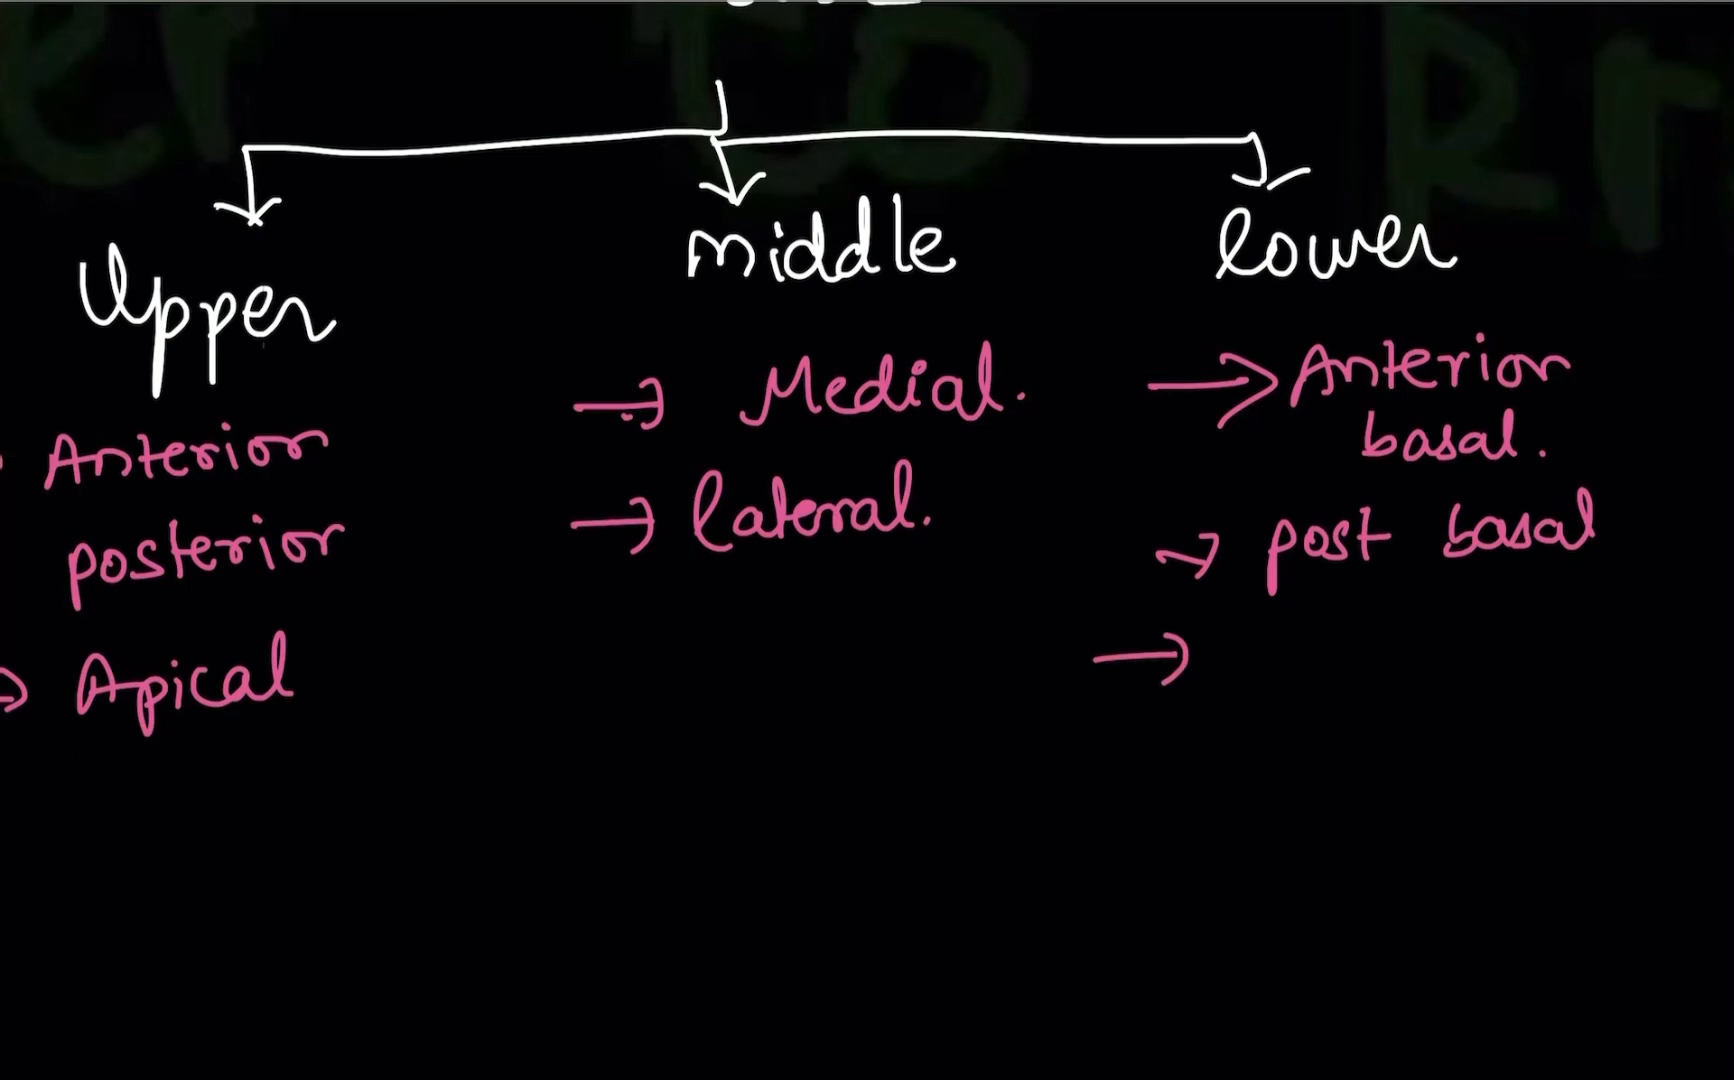 Upper
middle
lower
Anterior
posterior
Apical
Medial.
lateral.
Anterior
basal.
post basal